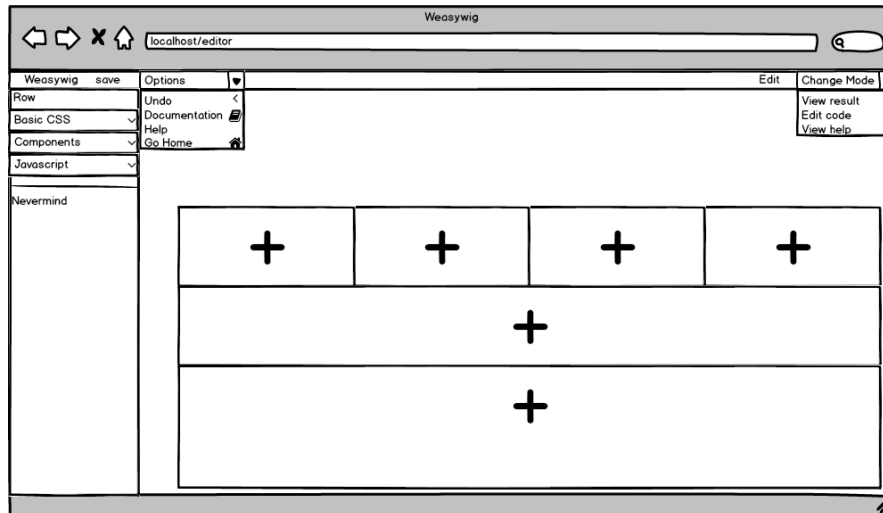 Weasywig
localhost/editor
Weasywig save Options Edit Change Mode
Row
Basic CSS
Components
Javascript
Nevermind
Undo
Documentation
Help
Go Home
View result
Edit code
View help